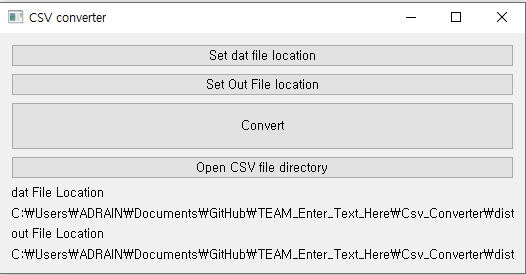 CSV converter
Set dat file location
Set Out File location
Convert
Open CSV file directory
dat File Location
C:₩Users₩ADRAIN₩Documents₩GitHub₩TEAM_Enter_Text_Here₩Csv_Converter₩dist
out File Location
C:₩Users₩ADRAIN₩Documents₩GitHub₩TEAM_Enter_Text_Here₩Csv_Converter₩dist